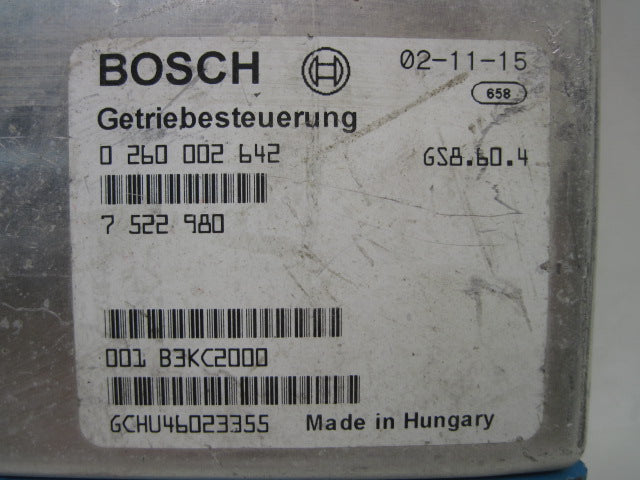 BOSCH 02-11-15
658
Getriebesteuerung
0 260 002 642 GS8.60.4
7 522 980
001 B3KC2000
GCHU46023355 Made in Hungary